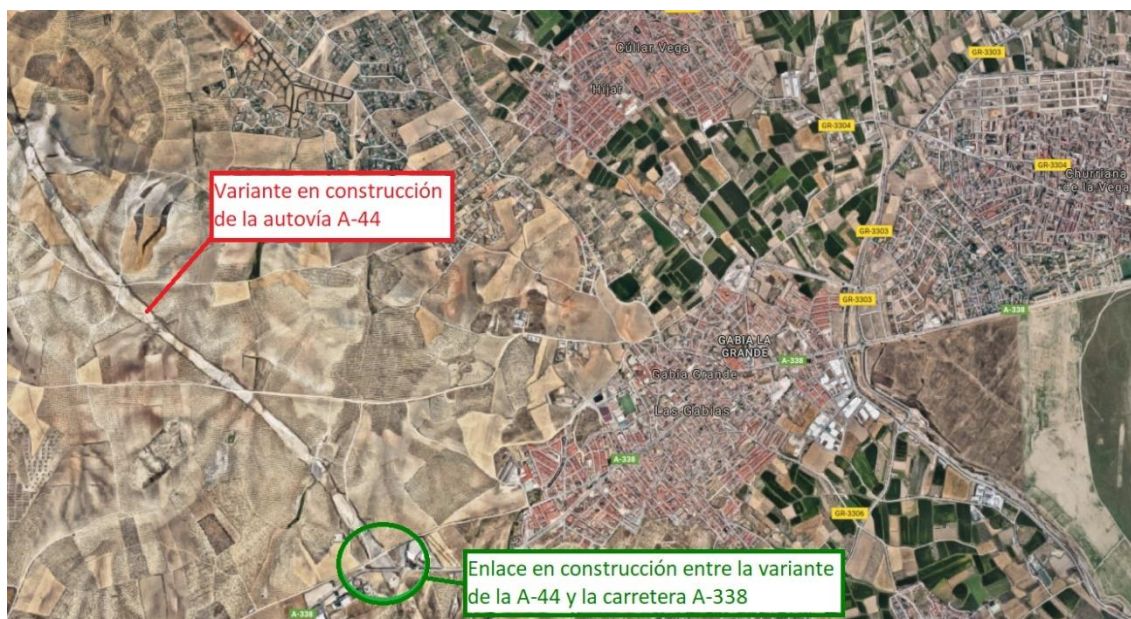 Cúllar Vega
Híjar
GR-3303
GR-3304
GR-3304
Churriana
de la Vega
Variante en construcción
de la autovía A-44
GR-3303
GR-3303
A-338
GABIA LA
GRANDE
A-338
Gabia Grande
Las Gabias
A-338
GR-3306
Enlace en construcción entre la variante
de la A-44 y la carretera A-338
A-338